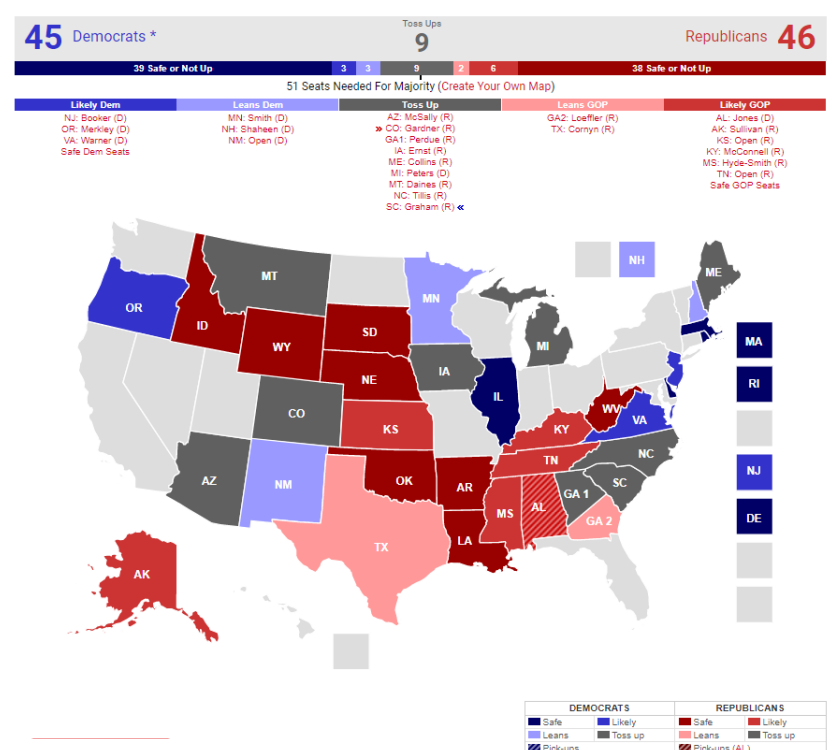 Toss Ups
45 Democrats * 9 Republicans 46
39 Safe or Not Up 3 3 9 2 6 38 Safe or Not Up
51 Seats Needed For Majority (Create Your Own Map)
Likely Dem Leans Dem Toss Up Leans GOP Likely GOP
NJ: Booker (D) MN: Smith (D) AZ: McSally (R) GA2: Loeffler (R) AL: Jones (D)
OR: Merkley (D) NH: Shaheen (D) » CO: Gardner (R) TX: Cornyn (R) AK: Sullivan (R)
VA: Warner (D) NM: Open (D) GA1: Perdue (R) KS: Open (R)
Safe Dem Seats IA: Ernst (R) KY: McConnell (R)
ME: Collins (R) MS: Hyde-Smith (R)
MI: Peters (D) TN: Open (R)
MT: Daines (R) Safe GOP Seats
NC: Tillis (R)
SC: Graham (R) «
NH
ME
MT
MN
OR
ID
SD
WY
MI
MA
IA
NE
RI
IL
CO
WV
VA
KS
KY
NC
TN
NJ
AZ
OK
NM
AR
SC
GA 1
MS
AL
DE
GA 2
LA
TX
AK
DEMOCRATS REPUBLICANS
Safe Likely Safe Likely
Leans Toss up Leans Toss up
Pick-ups Pick-ups (AL)